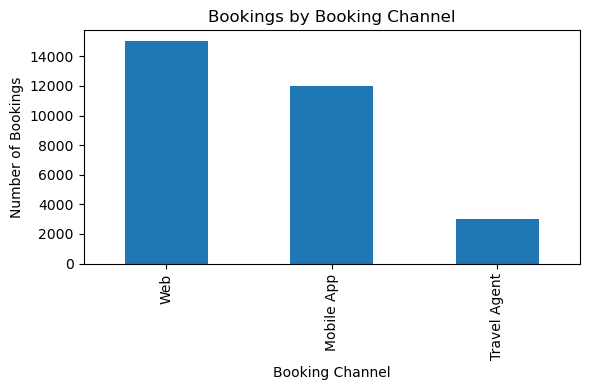 Bookings by Booking Channel
Number of Bookings
14000
12000
10000
8000
6000
4000
2000
0
Web
Mobile App
Travel Agent
Booking Channel